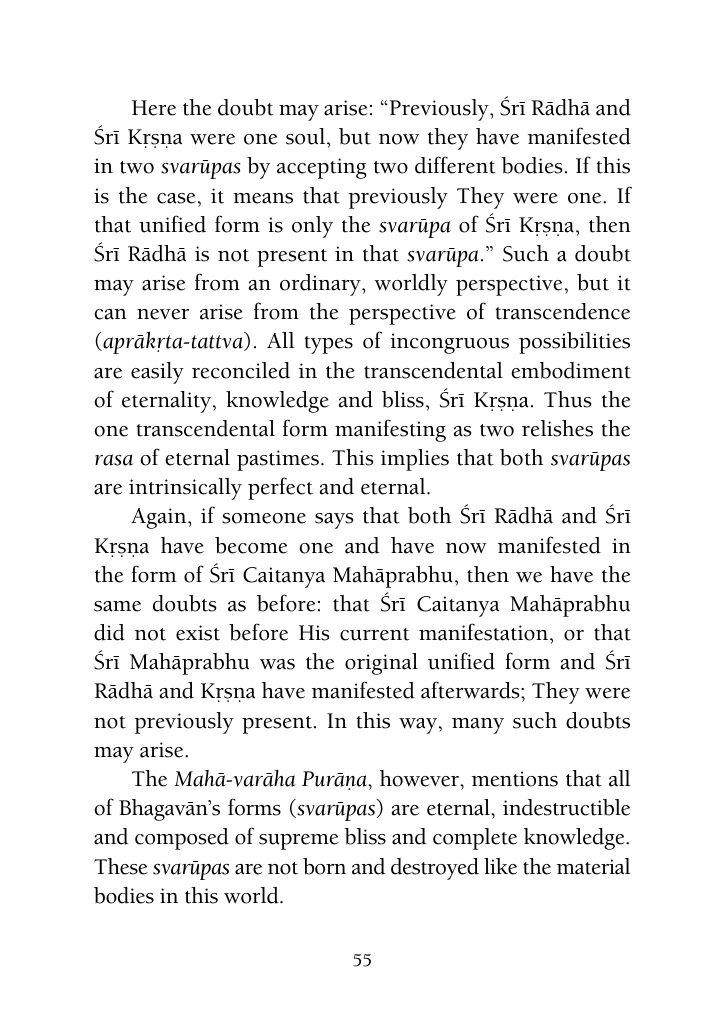 Here the doubt may arise: “Previously, Śrī Rādhā and
Śrī Kṛṣṇa were one soul, but now they have manifested
in two svarūpas by accepting two different bodies. If this
is the case, it means that previously They were one. If
that unified form is only the svarūpa of Śrī Kṛṣṇa, then
Śrī Rādhā is not present in that svarūpa.” Such a doubt
may arise from an ordinary, worldly perspective, but it
can never arise from the perspective of transcendence
(aprākṛta-tattva). All types of incongruous possibilities
are easily reconciled in the transcendental embodiment
of eternality, knowledge and bliss, Śrī Kṛṣṇa. Thus the
one transcendental form manifesting as two relishes the
rasa of eternal pastimes. This implies that both svarūpas
are intrinsically perfect and eternal.
Again, if someone says that both Śrī Rādhā and Śrī
Kṛṣṇa have become one and have now manifested in
the form of Śrī Caitanya Mahāprabhu, then we have the
same doubts as before: that Śrī Caitanya Mahāprabhu
did not exist before His current manifestation, or that
Śrī Mahāprabhu was the original unified form and Śrī
Rādhā and Kṛṣṇa have manifested afterwards; They were
not previously present. In this way, many such doubts
may arise.
The Mahā-varāha Purāṇa, however, mentions that all
of Bhagavān’s forms (svarūpas) are eternal, indestructible
and composed of supreme bliss and complete knowledge.
These svarūpas are not born and destroyed like the material
bodies in this world.
55